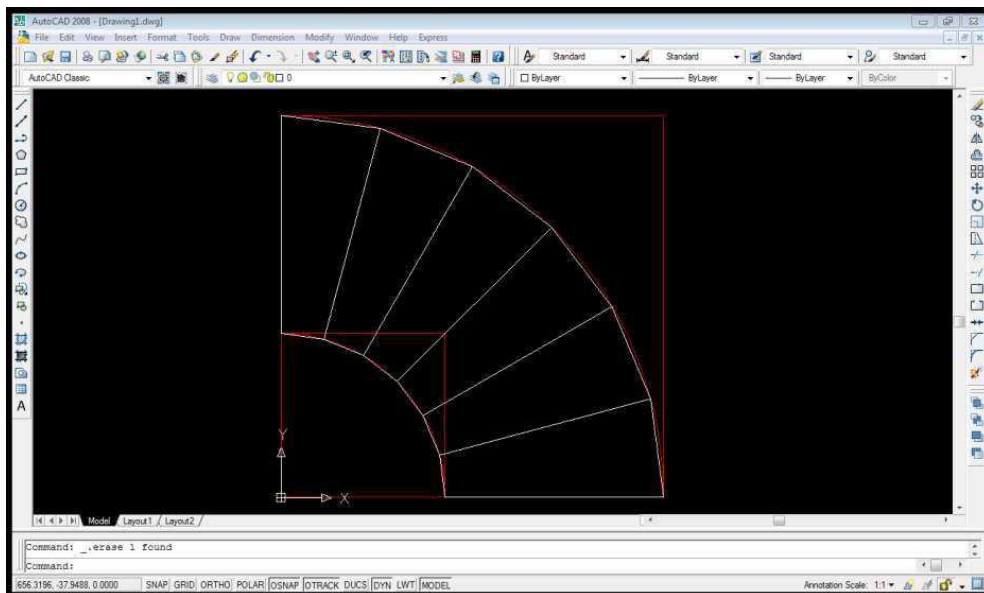 AutoCAD 2008 - [Drawing1.dwg]
File Edit View Insert Format Tools Draw Dimension Modify Window Help Express
Standard Standard Standard Standard
AutoCAD Classic 0 ByLayer ByLayer ByLayer ByColor
A
Y
X
Model Layout1 Layout2
Command: _.erase 1 found
Command:
656.3196, -37.9488, 0.0000 SNAP GRID ORTHO POLAR OSNAP OTRACK DUCS DYN LWT MODEL Annotation Scale: 1:1